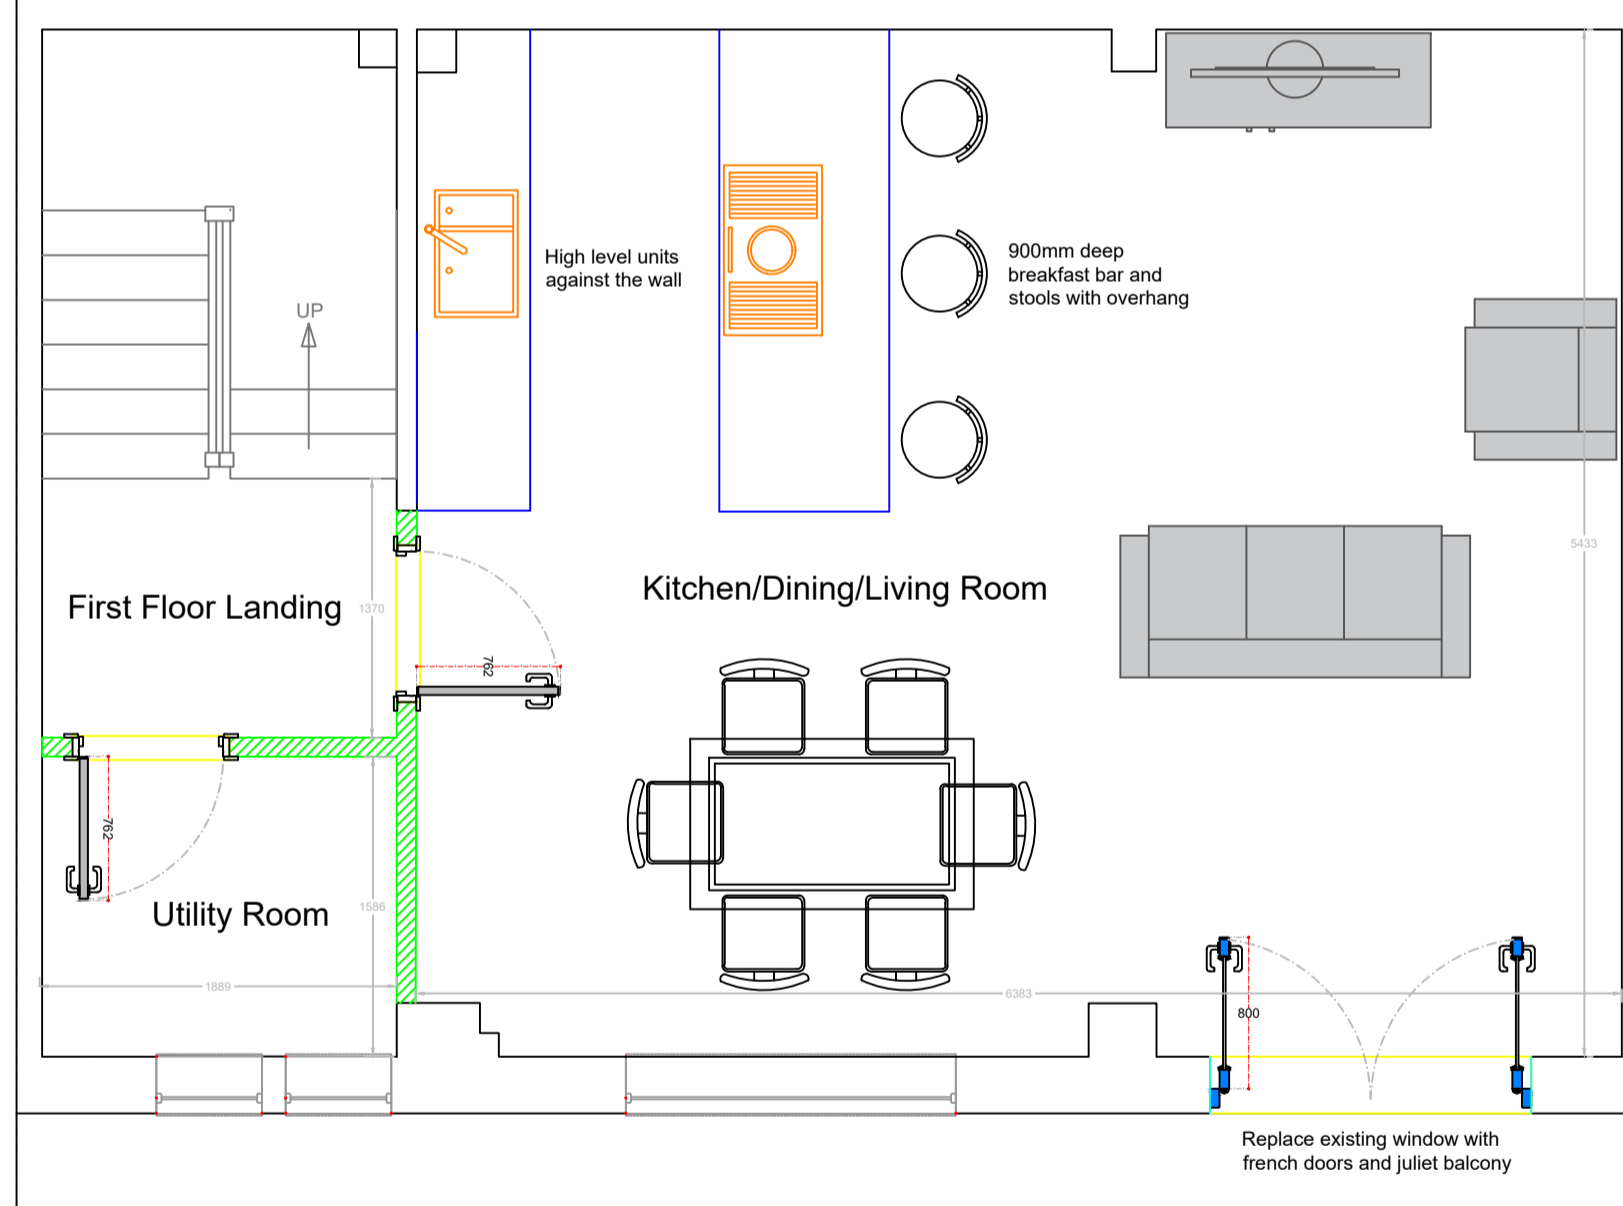 High level units
against the wall
900mm deep
breakfast bar and
stools with overhang
UP
5433
Kitchen/Dining/Living Room
First Floor Landing
1370
762
762
Utility Room
1586
1889
6383
800
Replace existing window with
french doors and juliet balcony